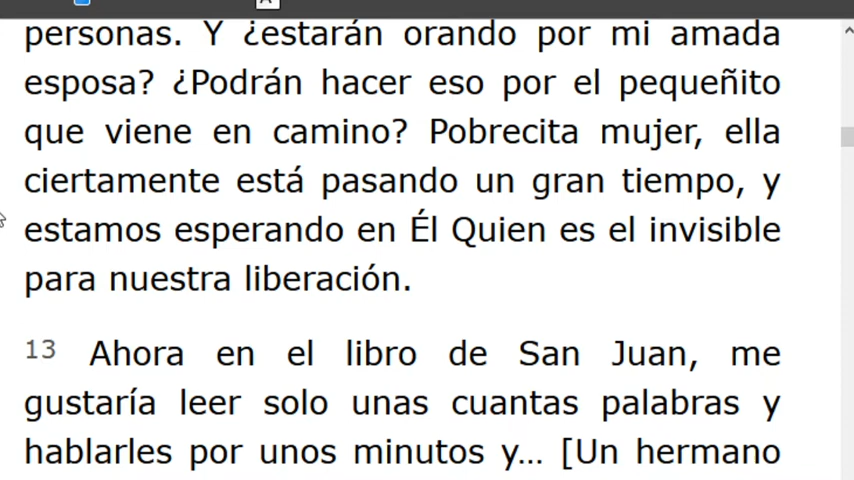 personas. Y ¿estarán orando por mi amada
esposa? ¿Podrán hacer eso por el pequeñito
que viene en camino? Pobrecita mujer, ella
ciertamente está pasando un gran tiempo, y
estamos esperando en Él Quien es el invisible
para nuestra liberación.
13 Ahora en el libro de San Juan, me
gustaría leer solo unas cuantas palabras y
hablarles por unos minutos y... [Un hermano